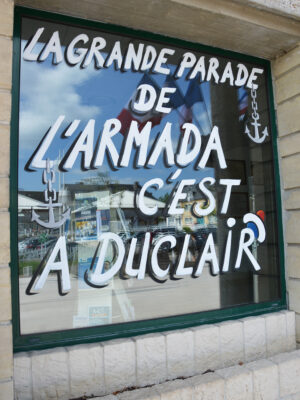 LA GRANDE PARADE
DE
L'ARMADA
C'EST
A DUCLAIR